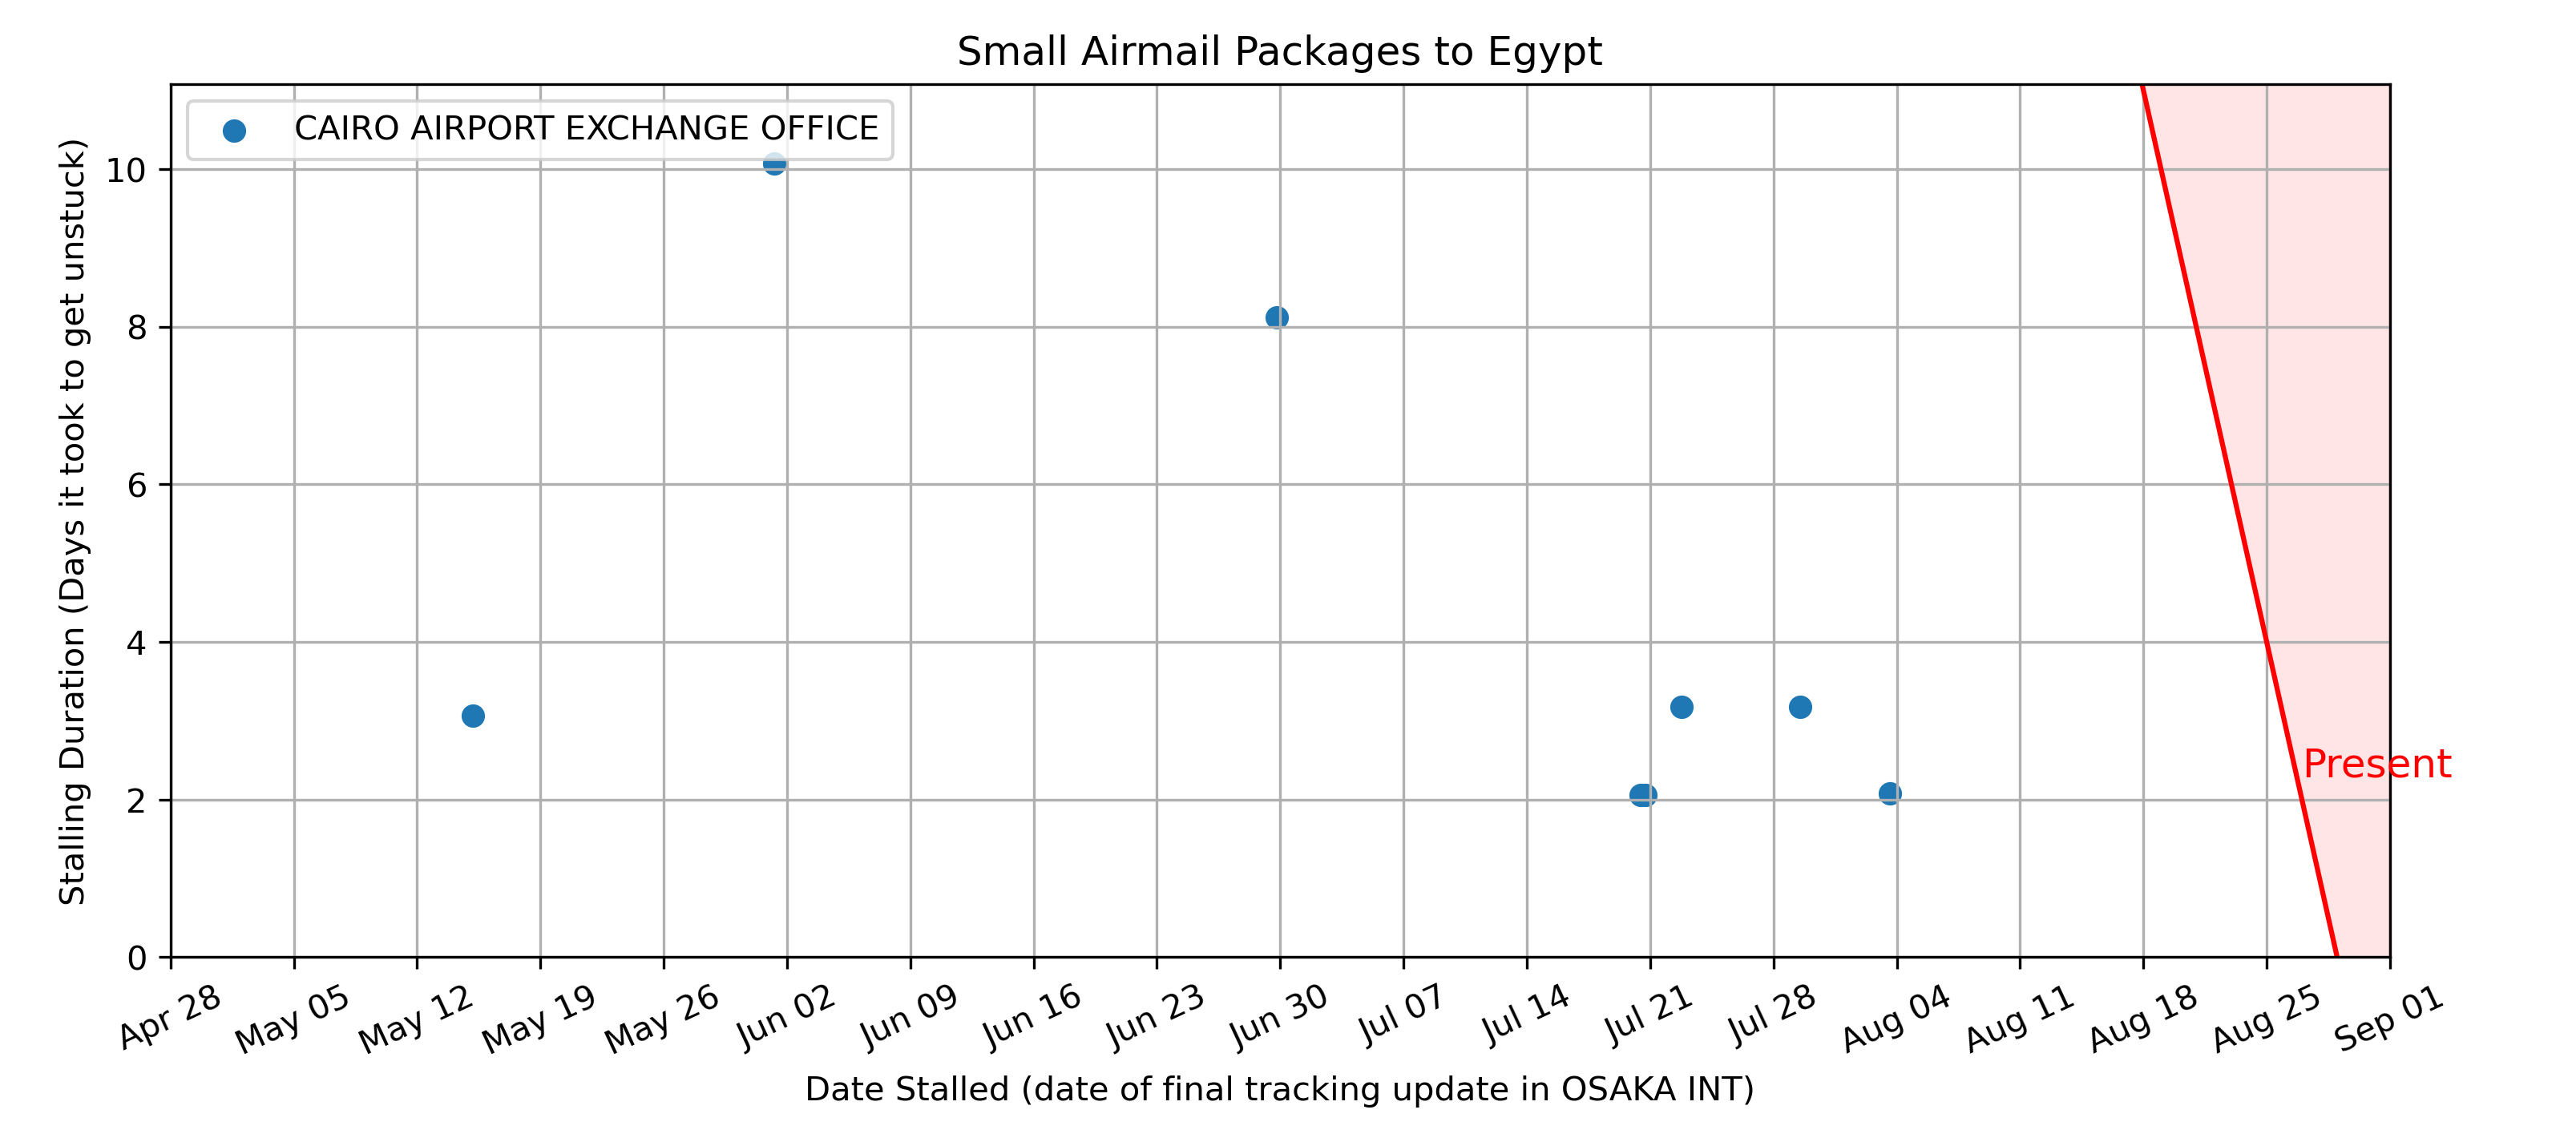 Small Airmail Packages to Egypt
CAIRO AIRPORT EXCHANGE OFFICE
Stalling Duration (Days it took to get unstuck)
10
8
6
4
2
0
Present
Apr 28
May 05
May 12
May 19
May 26
Jun 02
Jun 09
Jun 16
Jun 23
Jun 30
Jul 07
Jul 14
Jul 21
Jul 28
Aug 04
Aug 11
Aug 18
Aug 25
Sep 01
Date Stalled (date of final tracking update in OSAKA INT)